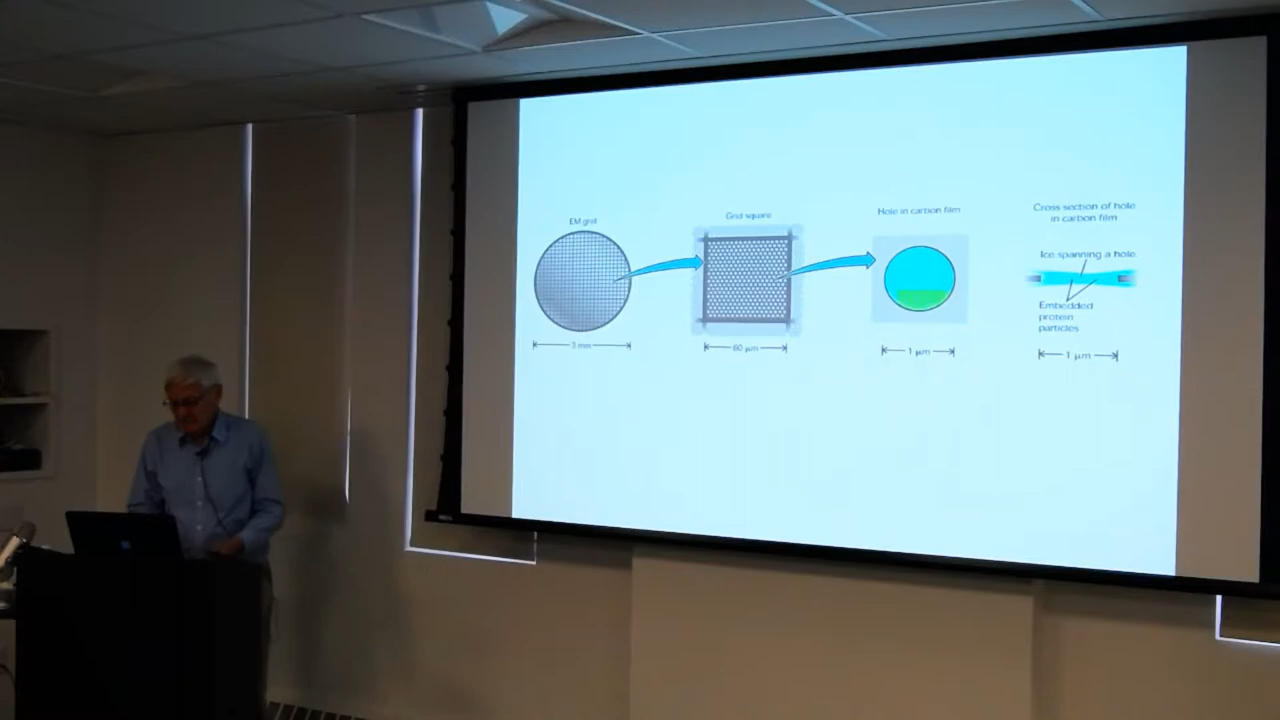 EM grid
Grid square
Hole in carbon film
Cross section of hole
in carbon film
Ice spanning a hole
Embedded
protein
particles
3 mm
60 μm
1 μm
1 μm